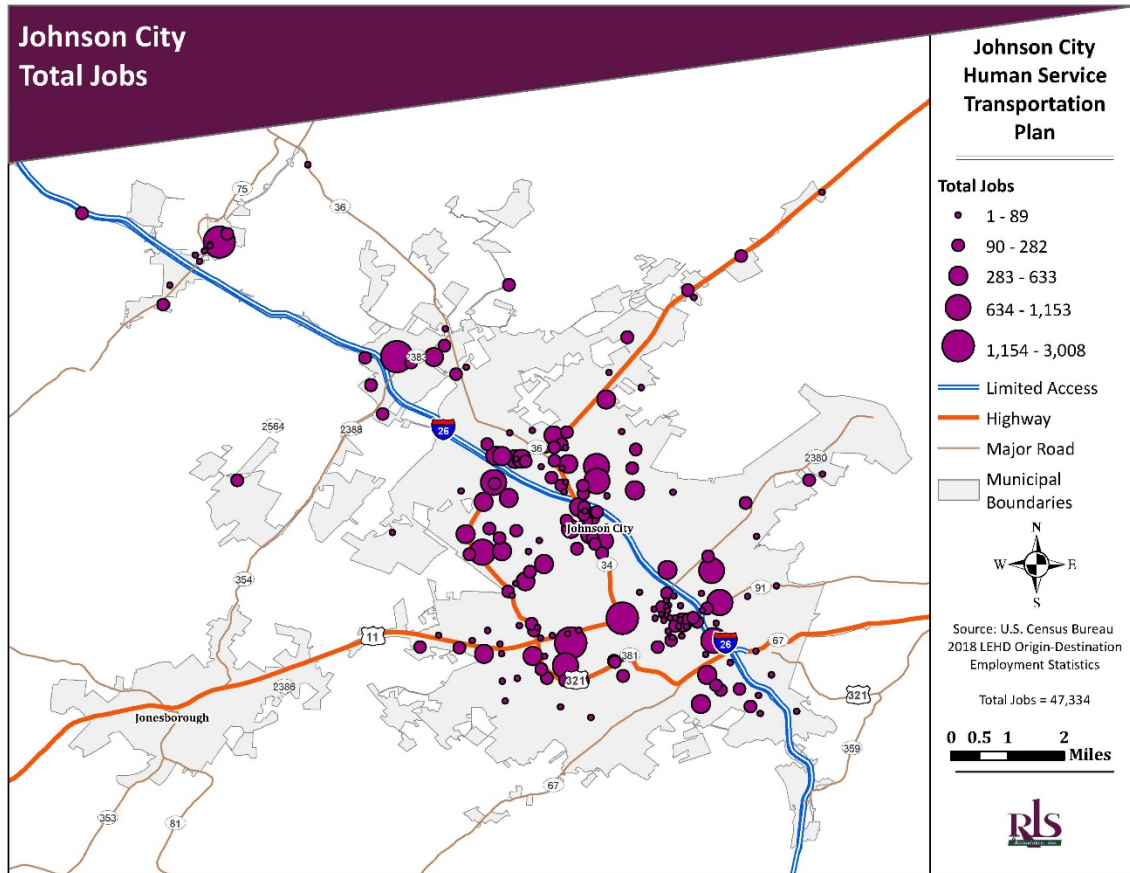 Johnson City
Total Jobs
75
36
2383
26
36
2564
2388
2380
Johnson City
34
354
91
11
26
67
381
321
321
2386
Jonesborough
359
67
353
81
Johnson City
Human Service
Transportation
Plan
Total Jobs
1 - 89
90 - 282
283 - 633
634 - 1,153
1,154 - 3,008
Limited Access
Highway
Major Road
Municipal
Boundaries
N
W E
S
Source: U.S. Census Bureau
2018 LEHD Origin-Destination
Employment Statistics
Total Jobs = 47,334
0 0.5 1 2
Miles
RLS